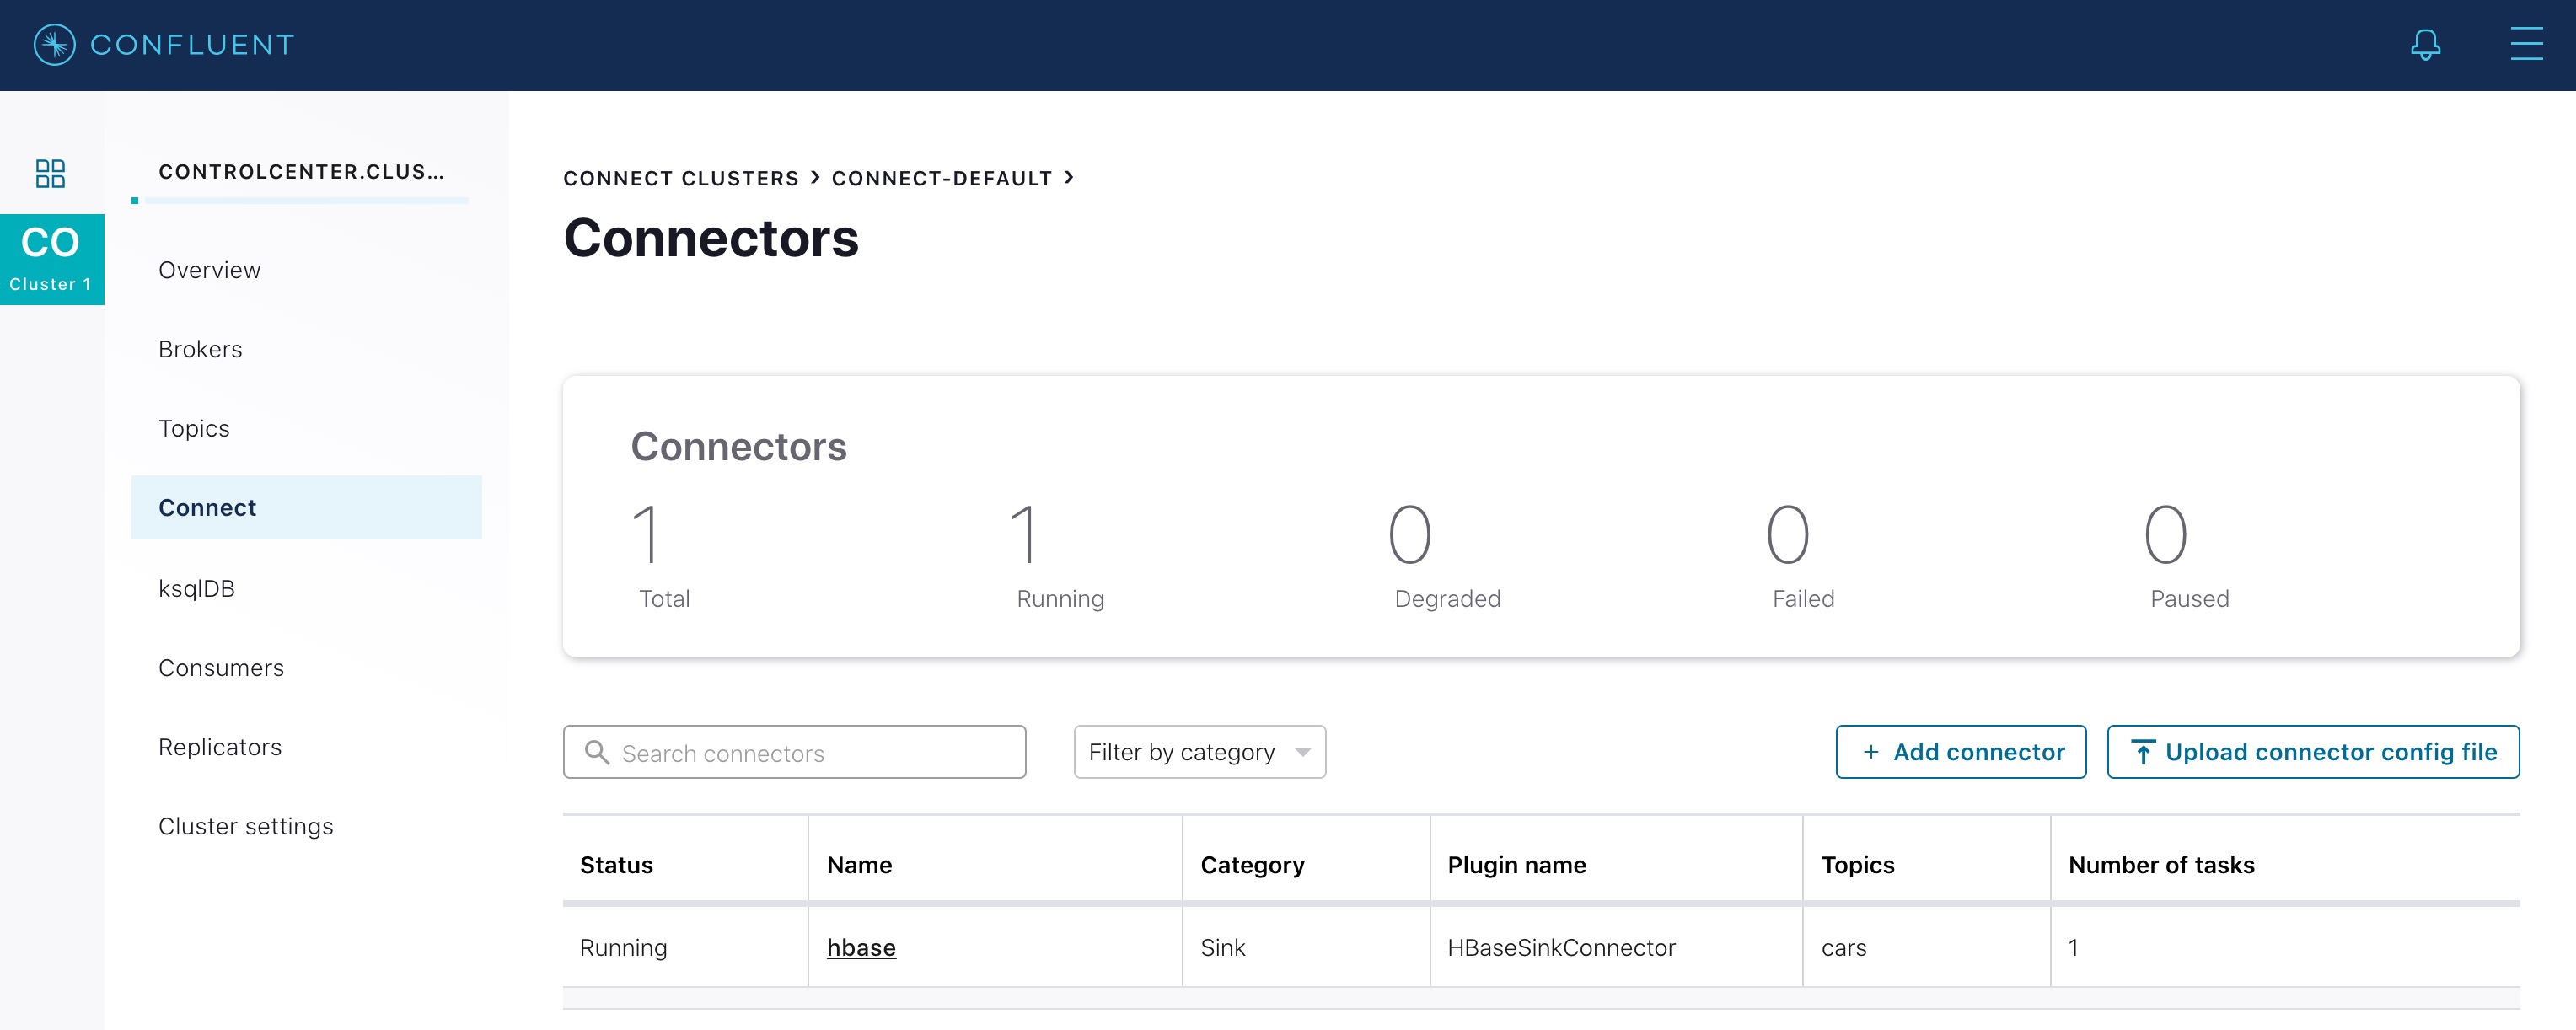 CONFLUENT
CO
Cluster 1
CONTROLCENTER.CLUS...
Overview
Brokers
Topics
Connect
ksqlDB
Consumers
Replicators
Cluster settings
CONNECT CLUSTERS > CONNECT-DEFAULT >
Connectors
Connectors
1 1 0 0 0
Total Running Degraded Failed Paused
Search connectors Filter by category + Add connector Upload connector config file
Status Name Category Plugin name Topics Number of tasks
Running hbase Sink HBaseSinkConnector cars 1